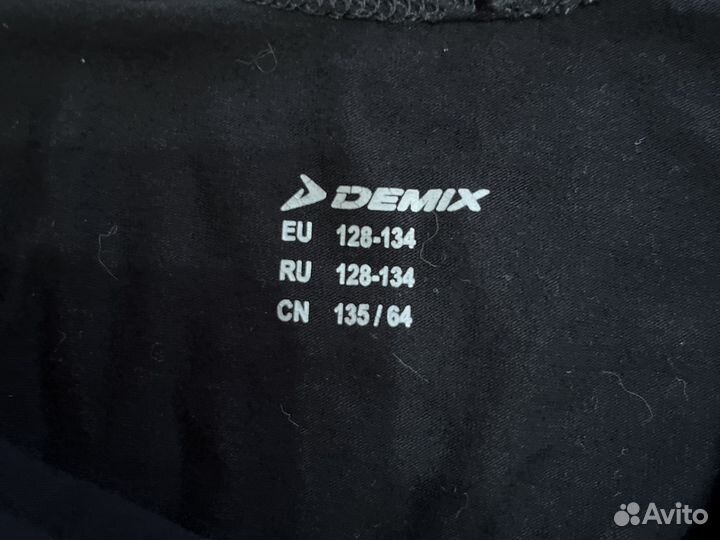 DEMIX
EU 128-134
RU 128-134
CN 135 / 64
Avito